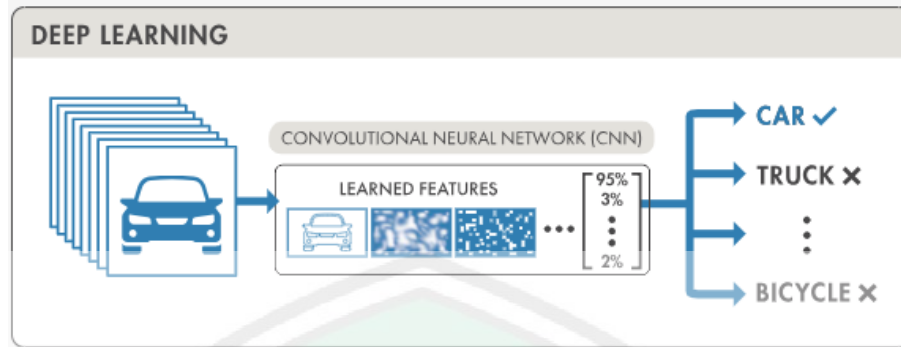 DEEP LEARNING
CONVOLUTIONAL NEURAL NETWORK (CNN)
LEARNED FEATURES
95%
3%
2%
CAR ✓
TRUCK ✕
BICYCLE ✕